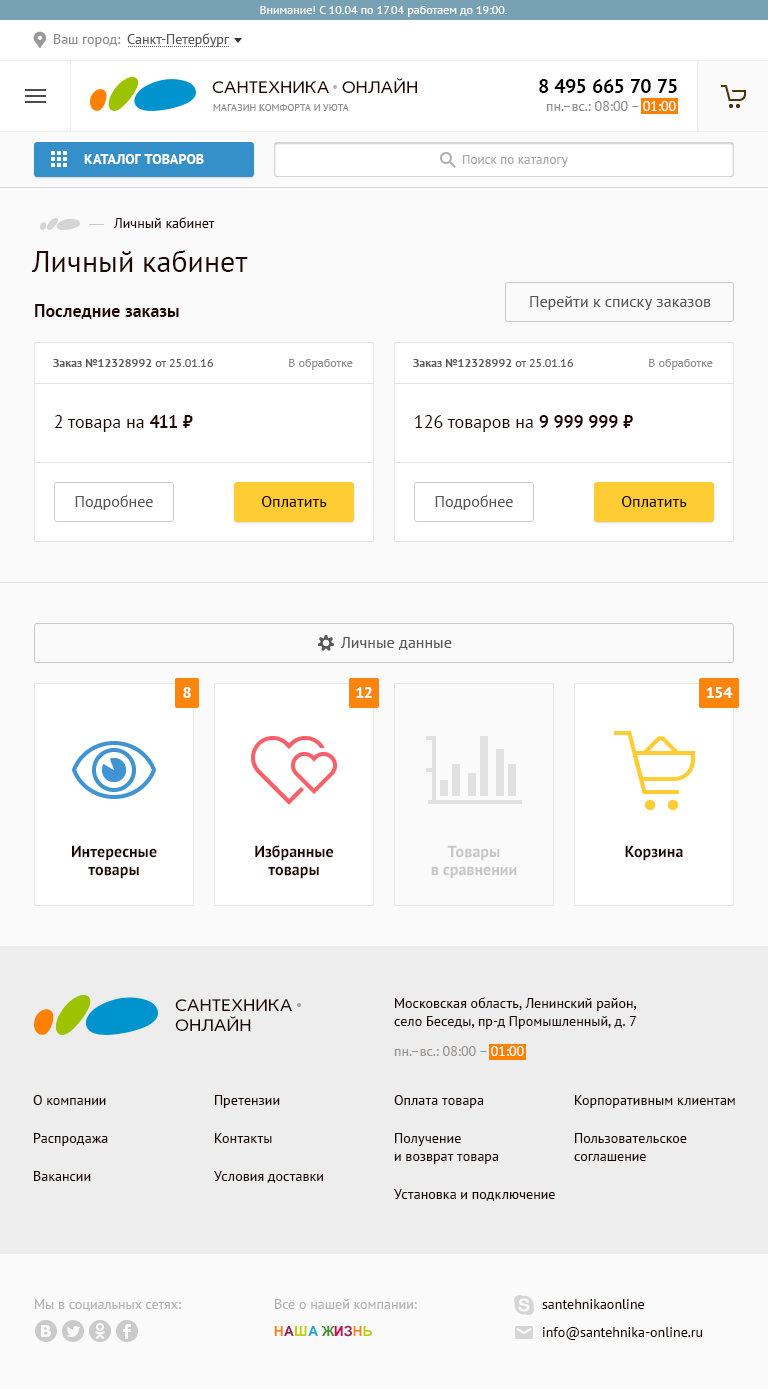 Внимание! С 10.04 по 17.04 работаем до 19:00.
Ваш город: Санкт-Петербург
САНТЕХНИКА • ОНЛАЙН
МАГАЗИН КОМФОРТА И УЮТА
8 495 665 70 75
пн.–вс.: 08:00 – 01:00
КАТАЛОГ ТОВАРОВ
Поиск по каталогу
— Личный кабинет
Личный кабинет
Последние заказы
Перейти к списку заказов
Заказ №12328992 от 25.01.16
В обработке
2 товара на 411 ₽
Подробнее
Оплатить
Заказ №12328992 от 25.01.16
В обработке
126 товаров на 9 999 999 ₽
Подробнее
Оплатить
Личные данные
8
Интересные
товары
12
Избранные
товары
Товары
в сравнении
154
Корзина
САНТЕХНИКА •
ОНЛАЙН
Московская область, Ленинский район,
село Беседы, пр-д Промышленный, д. 7
пн.–вс.: 08:00 – 01:00
О компании
Распродажа
Вакансии
Претензии
Контакты
Условия доставки
Оплата товара
Получение
и возврат товара
Установка и подключение
Корпоративным клиентам
Пользовательское
соглашение
Мы в социальных сетях:
Всё о нашей компании:
НАША ЖИЗНЬ
santehnikaonline
info@santehnika-online.ru